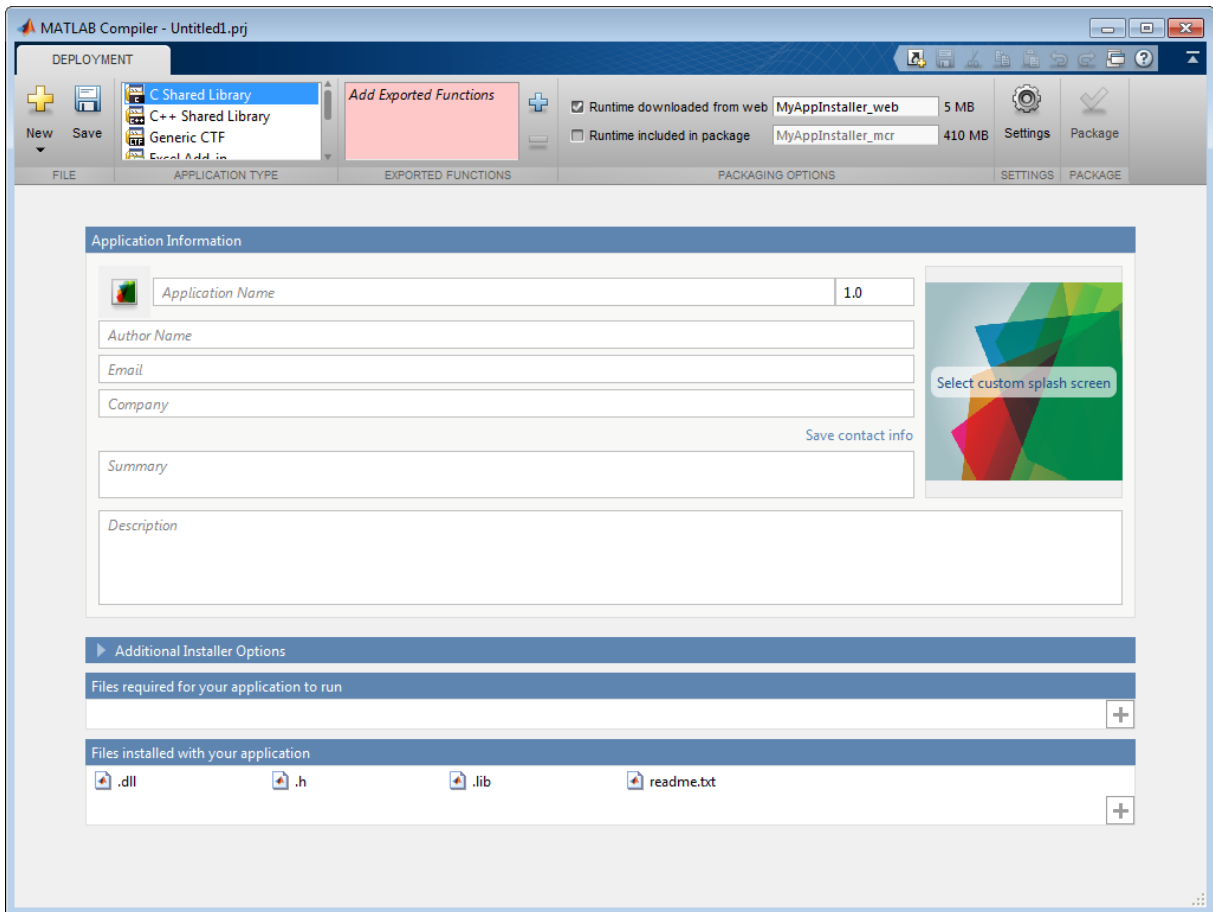 MATLAB Compiler - Untitled1.prj
DEPLOYMENT
New
Save
FILE
C Shared Library
C++ Shared Library
Generic CTF
Excel Add-in
APPLICATION TYPE
Add Exported Functions
EXPORTED FUNCTIONS
Runtime downloaded from web MyAppInstaller_web 5 MB
Runtime included in package MyAppInstaller_mcr 410 MB
PACKAGING OPTIONS
Settings
SETTINGS
Package
PACKAGE
Application Information
Application Name 1.0
Author Name
Email
Company
Save contact info
Summary
Select custom splash screen
Description
Additional Installer Options
Files required for your application to run
Files installed with your application
.dll .h .lib readme.txt